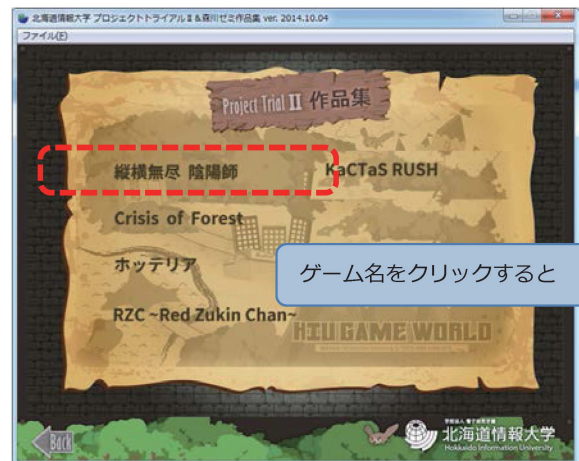 北海道情報大学 プロジェクトトライアルⅡ&森川ゼミ作品集 ver. 2014.10.04
ファイル(F)
Project Trial II 作品集
縦横無尽 陰陽師
KaCTaS RUSH
Crisis of Forest
ホッテリア
ゲーム名をクリックすると
RZC ~Red Zukin Chan~
HIU GAME WORLD
Back
北海道情報大学
Hokkaido Information University